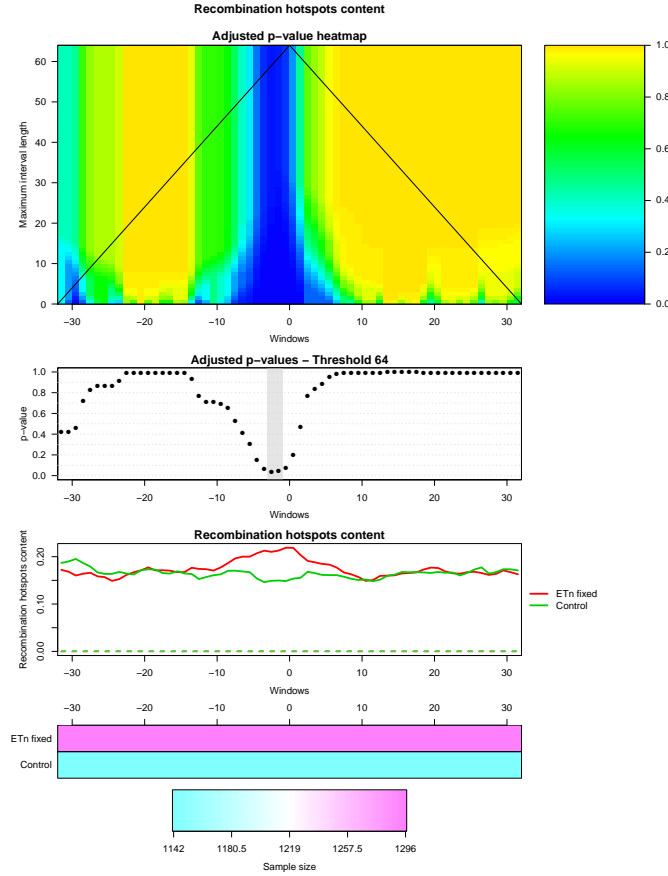 Recombination hotspots content
Adjusted p−value heatmap
Maximum interval length
0 10 20 30 40 50 60
−30 −20 −10 0 10 20 30
Windows
0.0 0.2 0.4 0.6 0.8 1.0
Adjusted p−values − Threshold 64
p−value
0.0 0.2 0.4 0.6 0.8 1.0
−30 −20 −10 0 10 20 30
Windows
Recombination hotspots content
Recombination hotspots content
0.00 0.10 0.20
−30 −20 −10 0 10 20 30
Windows
ETn fixed
Control
−30 −20 −10 0 10 20 30
ETn fixed
Control
1142 1180.5 1219 1257.5 1296
Sample size